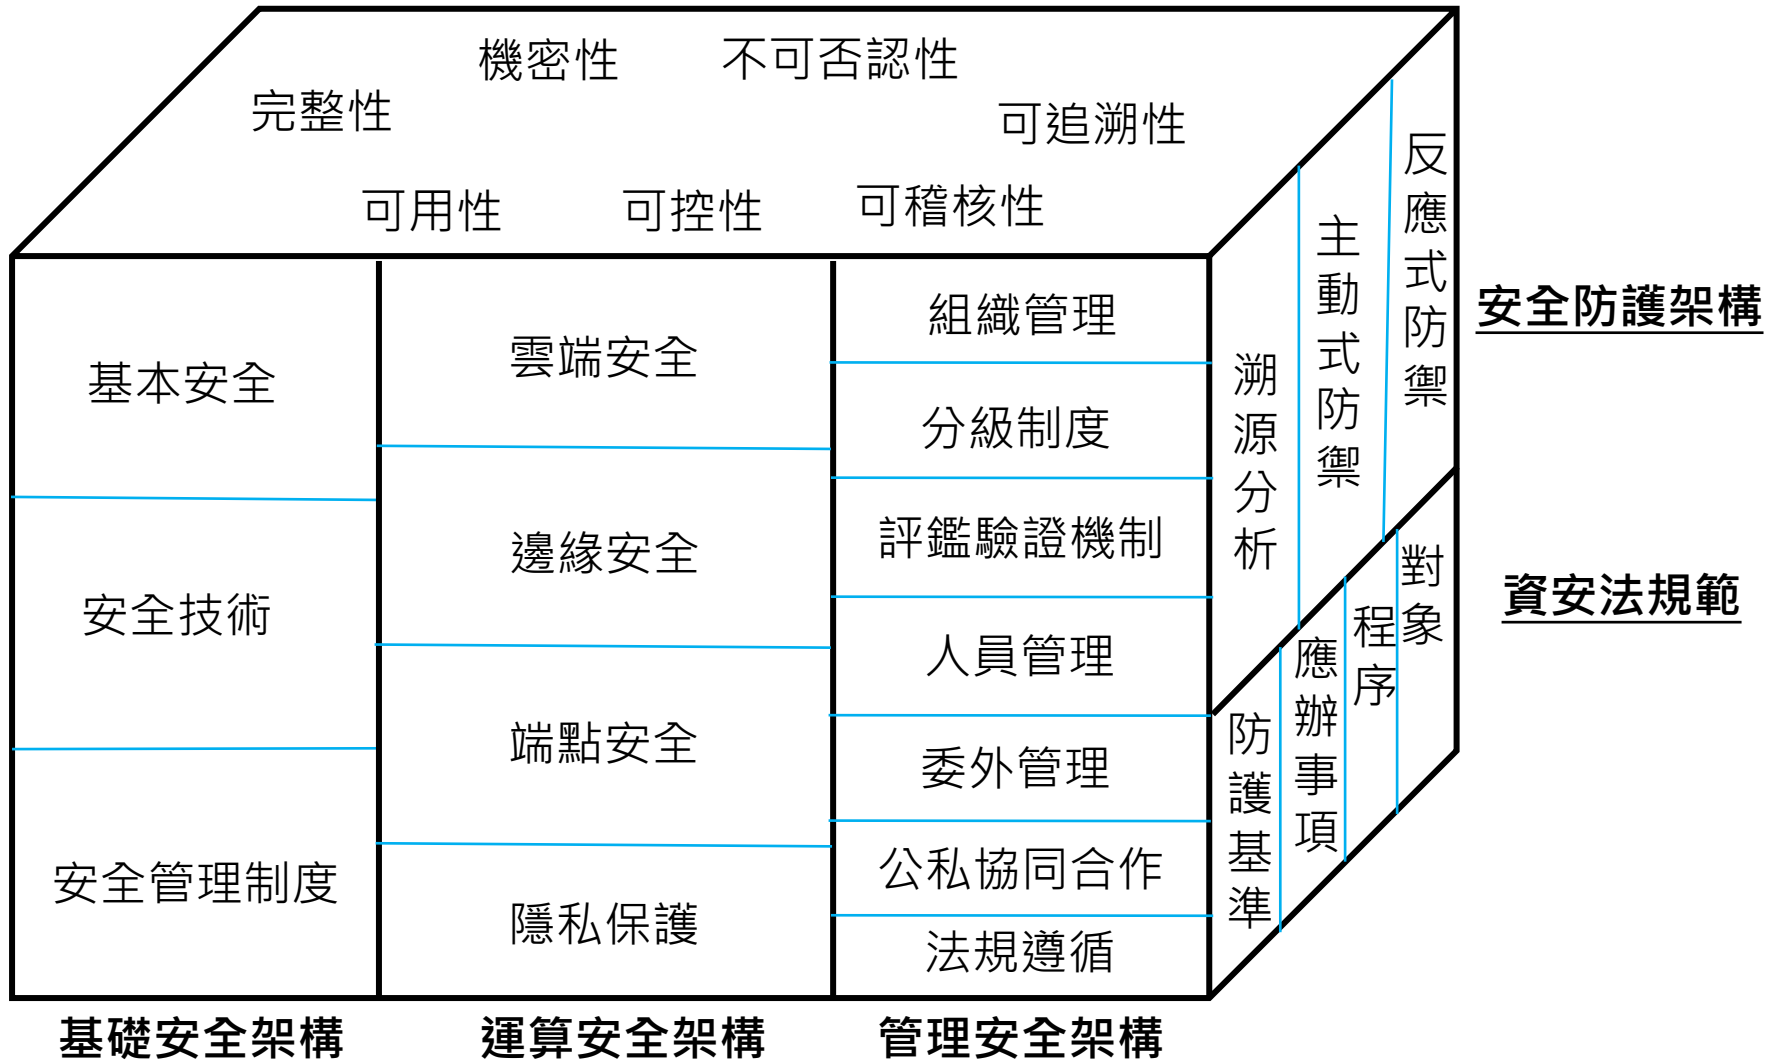 機密性
不可否認性
完整性
可追溯性
可用性
可控性
可稽核性
基本安全
安全技術
安全管理制度
雲端安全
邊緣安全
端點安全
隱私保護
組織管理
分級制度
評鑑驗證機制
人員管理
委外管理
公私協同合作
法規遵循
溯源分析
主動式防禦
反應式防禦
防護基準
應辦事項
程序
對象
安全防護架構
資安法規範
基礎安全架構
運算安全架構
管理安全架構